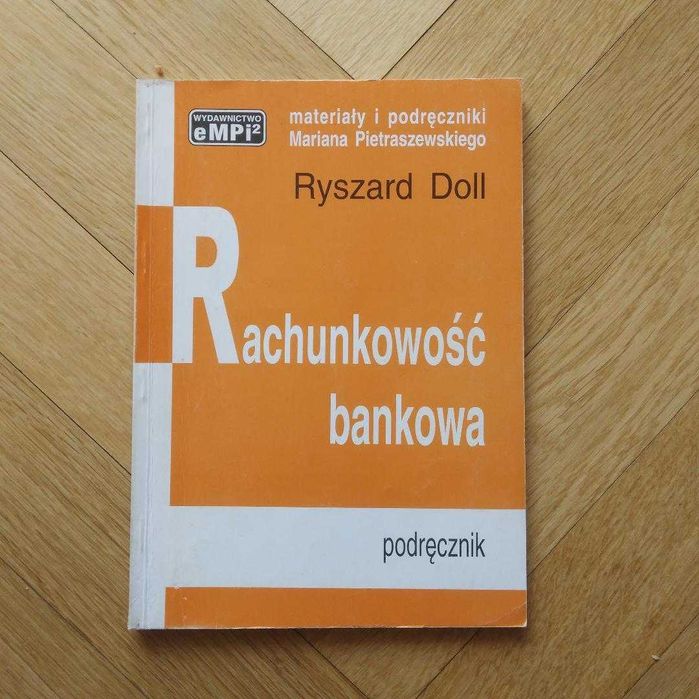 WYDAWNICTWO
eMPi²
materiały i podręczniki
Mariana Pietraszewskiego
Ryszard Doll
Rachunkowość
bankowa
podręcznik